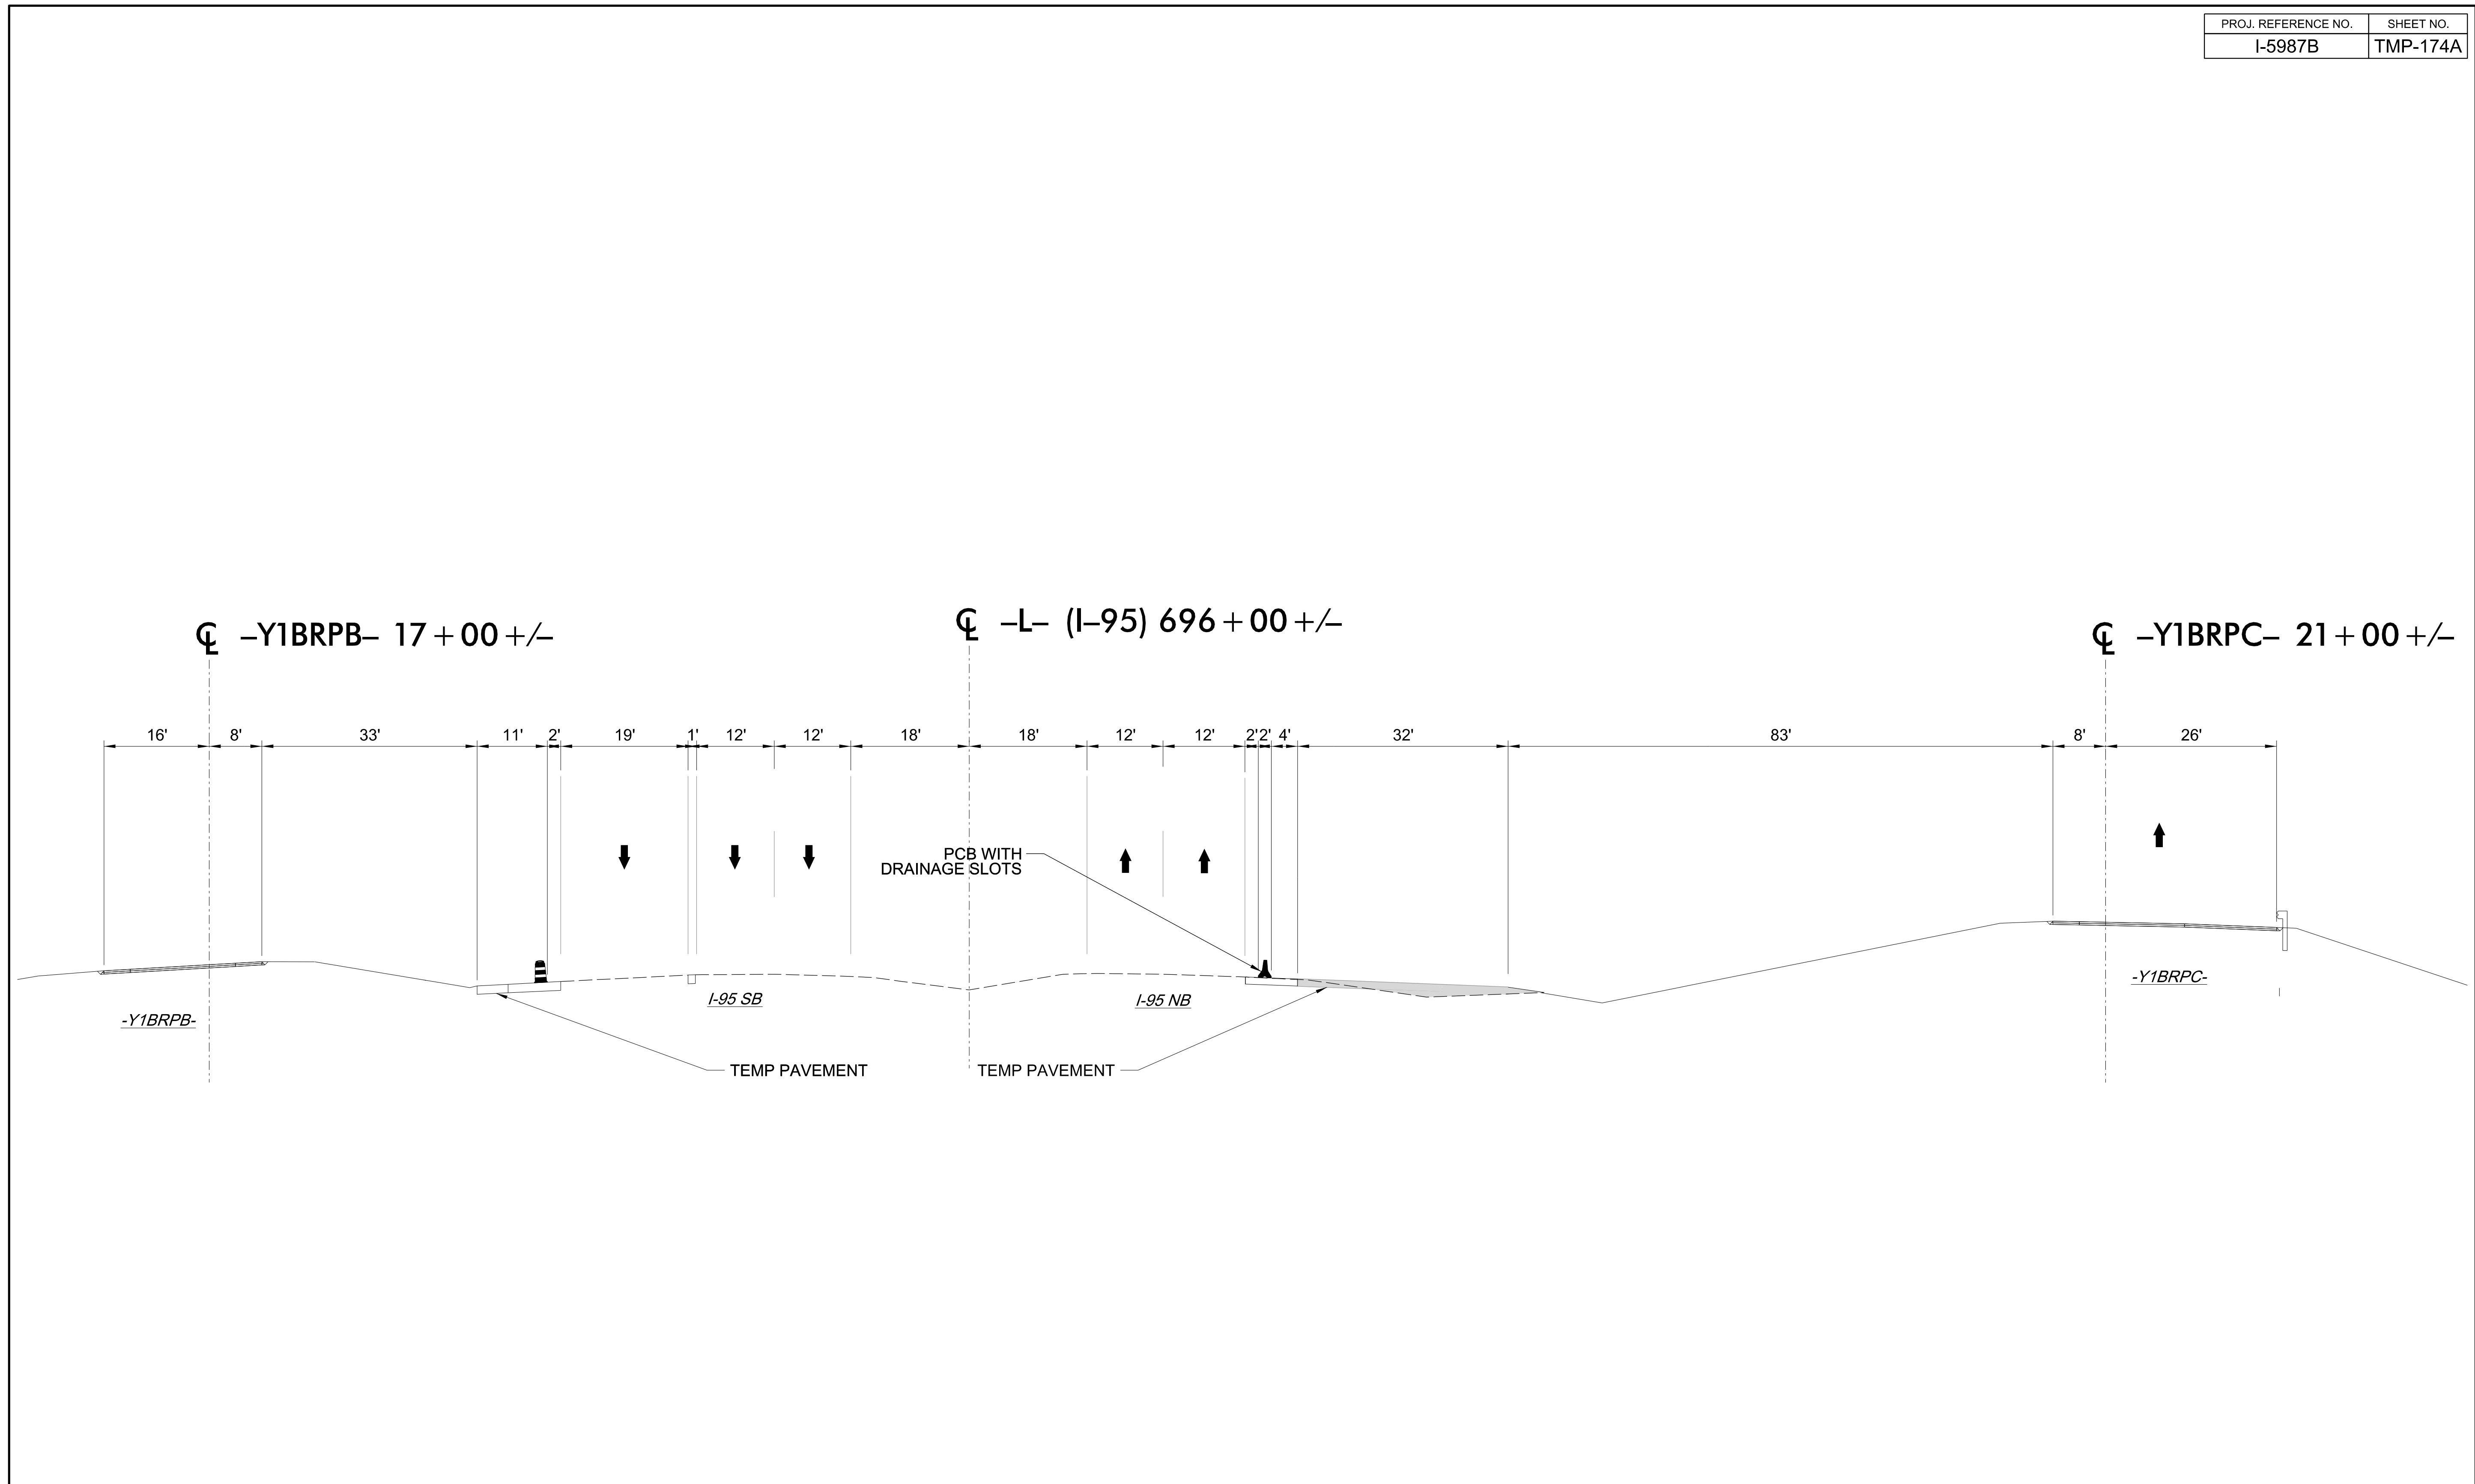 PROJ. REFERENCE NO. SHEET NO.
I-5987B TMP-174A
℄ –Y1BRPB– 17+00+/–
℄ –L– (I–95) 696+00+/–
℄ –Y1BRPC– 21+00+/–
16' 8' 33' 11' 2' 19' 1' 12' 12' 18' 18' 12' 12' 2' 2' 4' 32' 83' 8' 26'
PCB WITH
DRAINAGE SLOTS
-Y1BRPB-
I-95 SB
I-95 NB
-Y1BRPC-
TEMP PAVEMENT
TEMP PAVEMENT